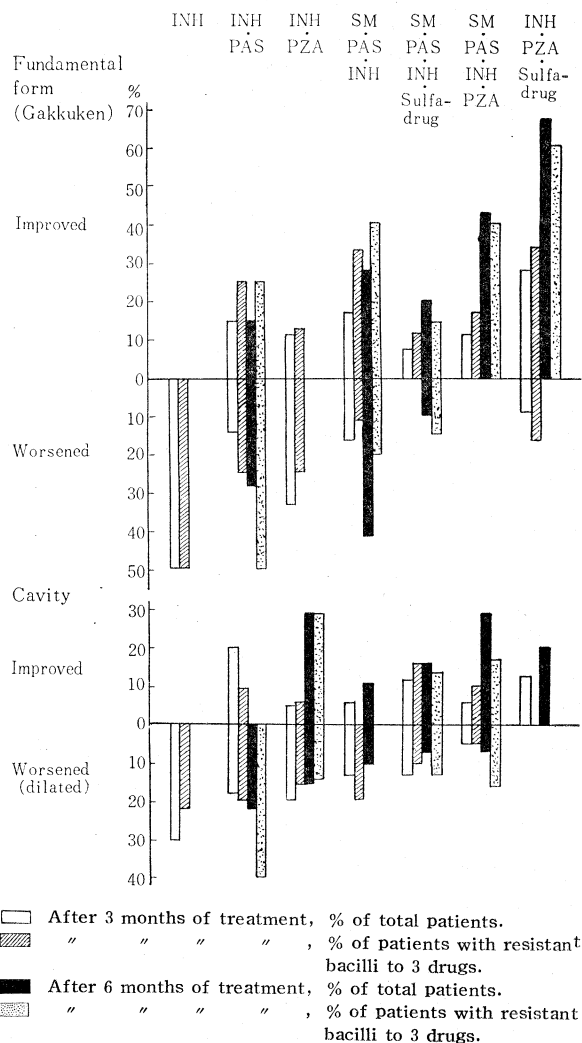 INH INH INH SM SM SM INH
PAS PZA PAS PAS PAS PZA
INH INH INH Sulfa-
Sulfa- PZA drug
drug
Fundamental
form
(Gakkuken)
%
70
60
50
Improved
40
30
20
10
0
10
Worsened
20
30
40
50
Cavity
30
Improved
20
10
0
Worsened
(dilated)
10
20
30
40
After 3 months of treatment, % of total patients.
〃 〃 〃 〃 , % of patients with resistant
bacilli to 3 drugs.
After 6 months of treatment, % of total patients.
〃 〃 〃 〃 , % of patients with resistant
bacilli to 3 drugs.